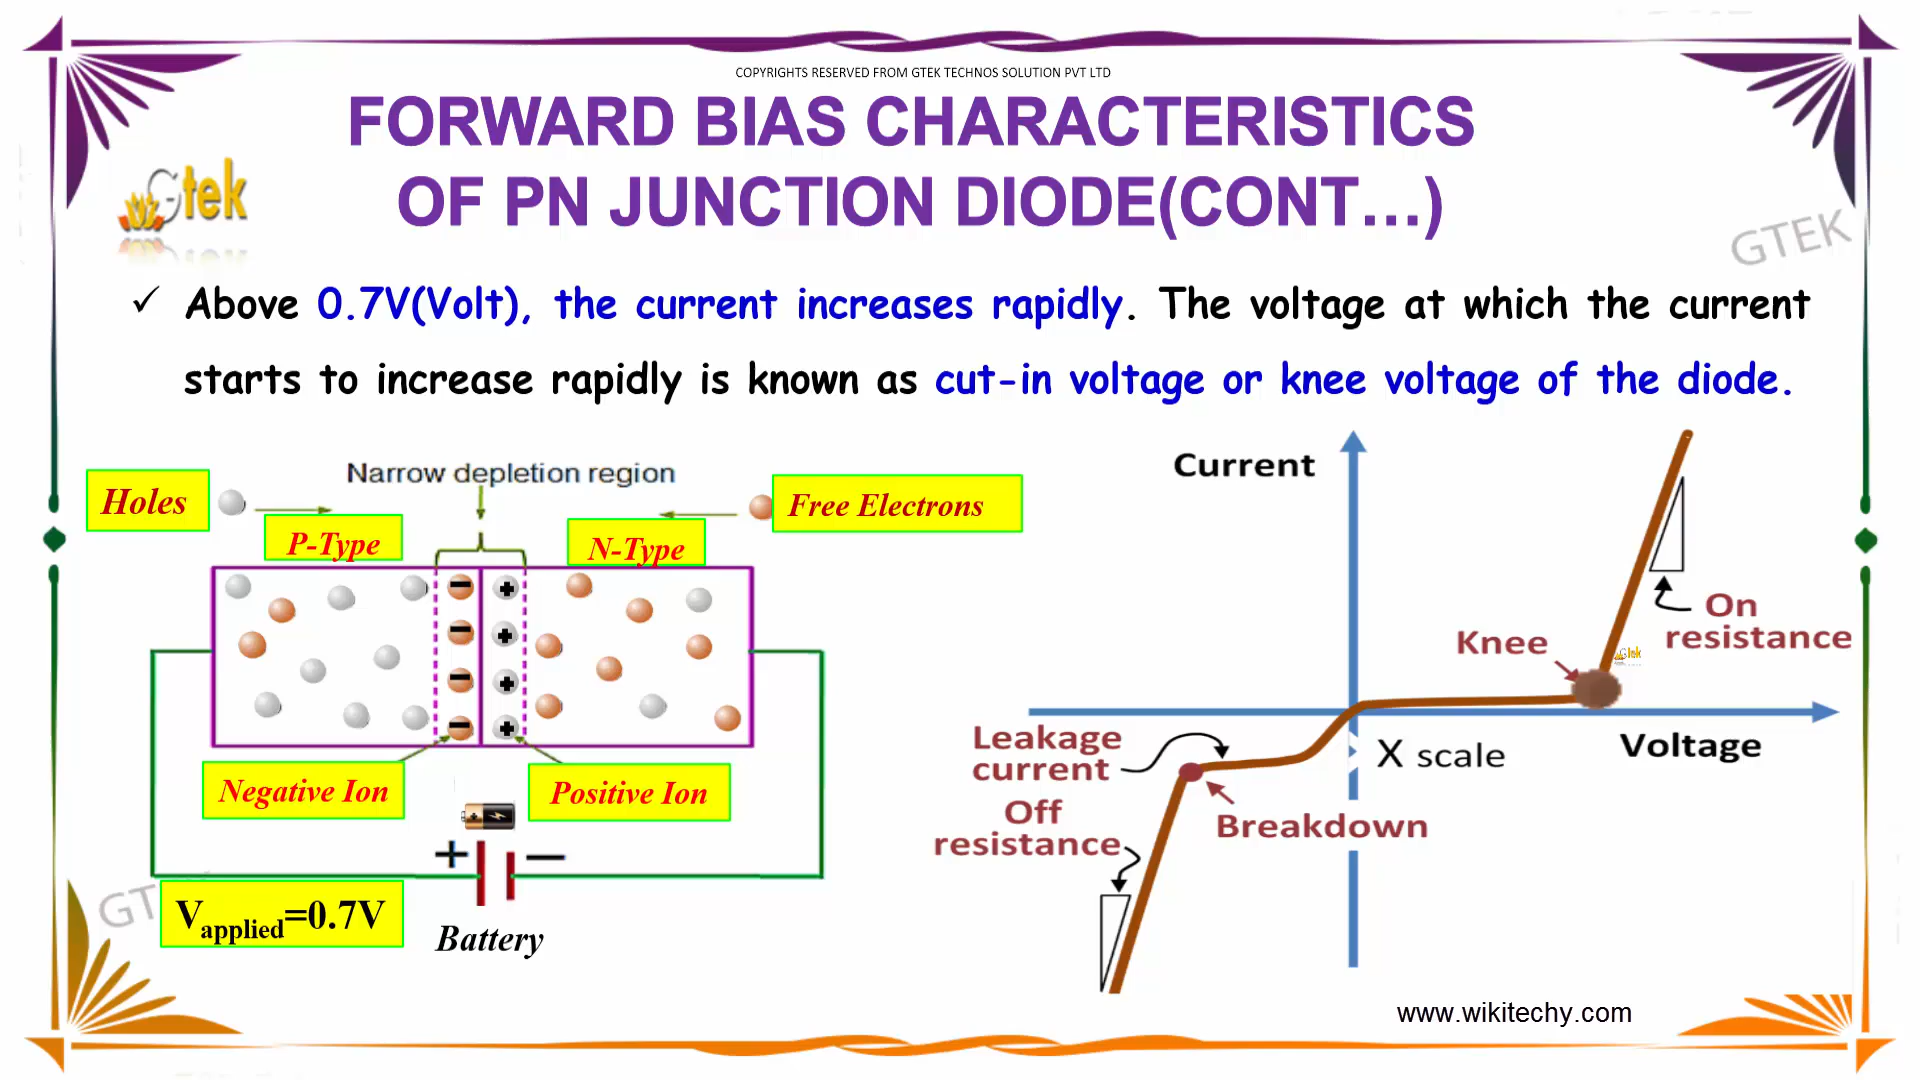 COPYRIGHTS RESERVED FROM GTEK TECHNOS SOLUTION PVT LTD
FORWARD BIAS CHARACTERISTICS
OF PN JUNCTION DIODE(CONT...)
Gtek
GTEK
✓ Above 0.7V(Volt), the current increases rapidly. The voltage at which the current
starts to increase rapidly is known as cut-in voltage or knee voltage of the diode.
Narrow depletion region
Holes
Free Electrons
P-Type
N-Type
Negative Ion
Positive Ion
+ −
GT
Vapplied=0.7V
Battery
Current
On
resistance
Knee
Gtek
Leakage
current
X scale
Voltage
Off
resistance
Breakdown
www.wikitechy.com